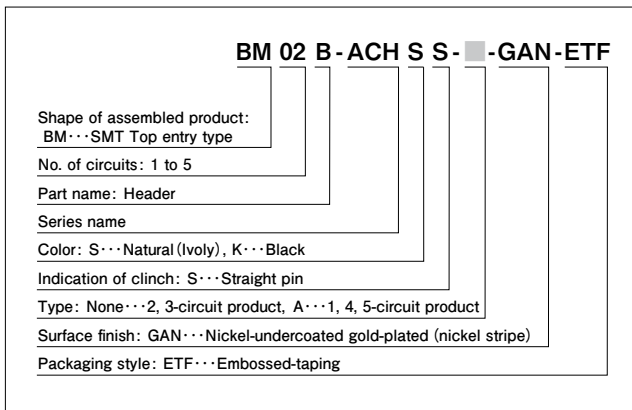 BM 02 B - ACH S S - ■ - GAN - ETF
Shape of assembled product:
BM···SMT Top entry type
No. of circuits: 1 to 5
Part name: Header
Series name
Color: S···Natural (Ivoly), K···Black
Indication of clinch: S···Straight pin
Type: None···2, 3-circuit product, A···1, 4, 5-circuit product
Surface finish: GAN···Nickel-undercoated gold-plated (nickel stripe)
Packaging style: ETF···Embossed-taping